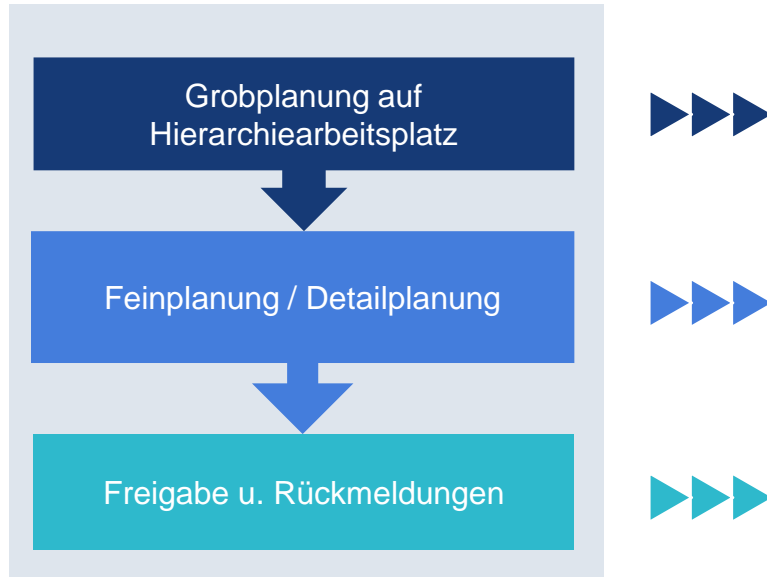 Grobplanung auf
Hierarchiearbeitsplatz
Feinplanung / Detailplanung
Freigabe u. Rückmeldungen